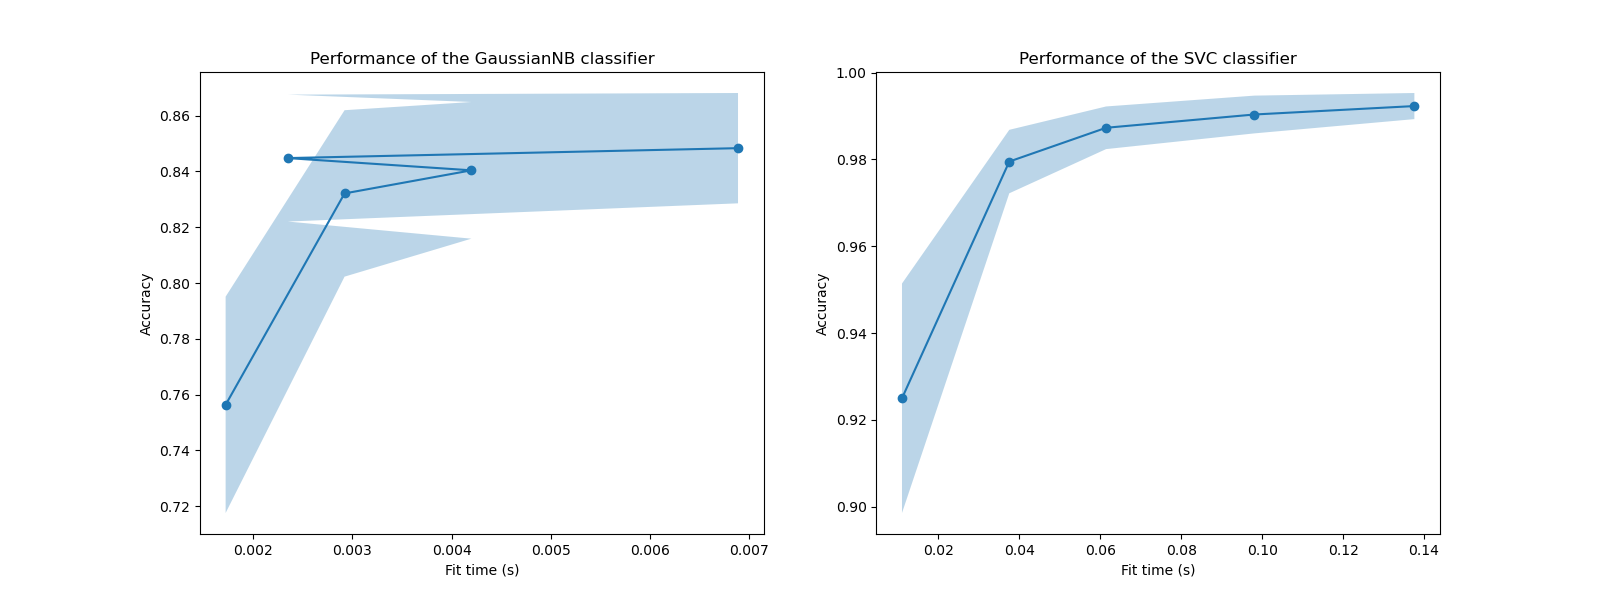 Performance of the GaussianNB classifier
Accuracy
0.86
0.84
0.82
0.80
0.78
0.76
0.74
0.72
0.002 0.003 0.004 0.005 0.006 0.007
Fit time (s)
Performance of the SVC classifier
Accuracy
1.00
0.98
0.96
0.94
0.92
0.90
0.02 0.04 0.06 0.08 0.10 0.12 0.14
Fit time (s)